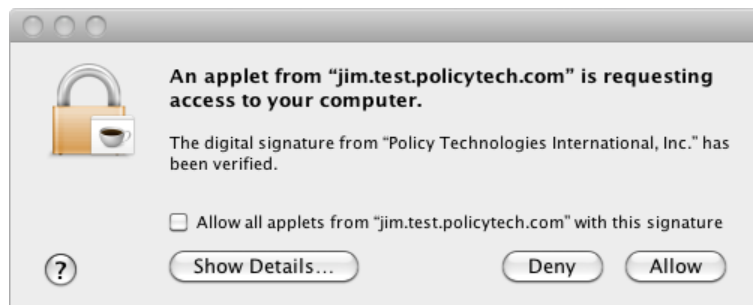 An applet from “jim.test.policytech.com” is requesting
access to your computer.
The digital signature from “Policy Technologies International, Inc.” has
been verified.
Allow all applets from “jim.test.policytech.com” with this signature
?
Show Details...
Deny
Allow